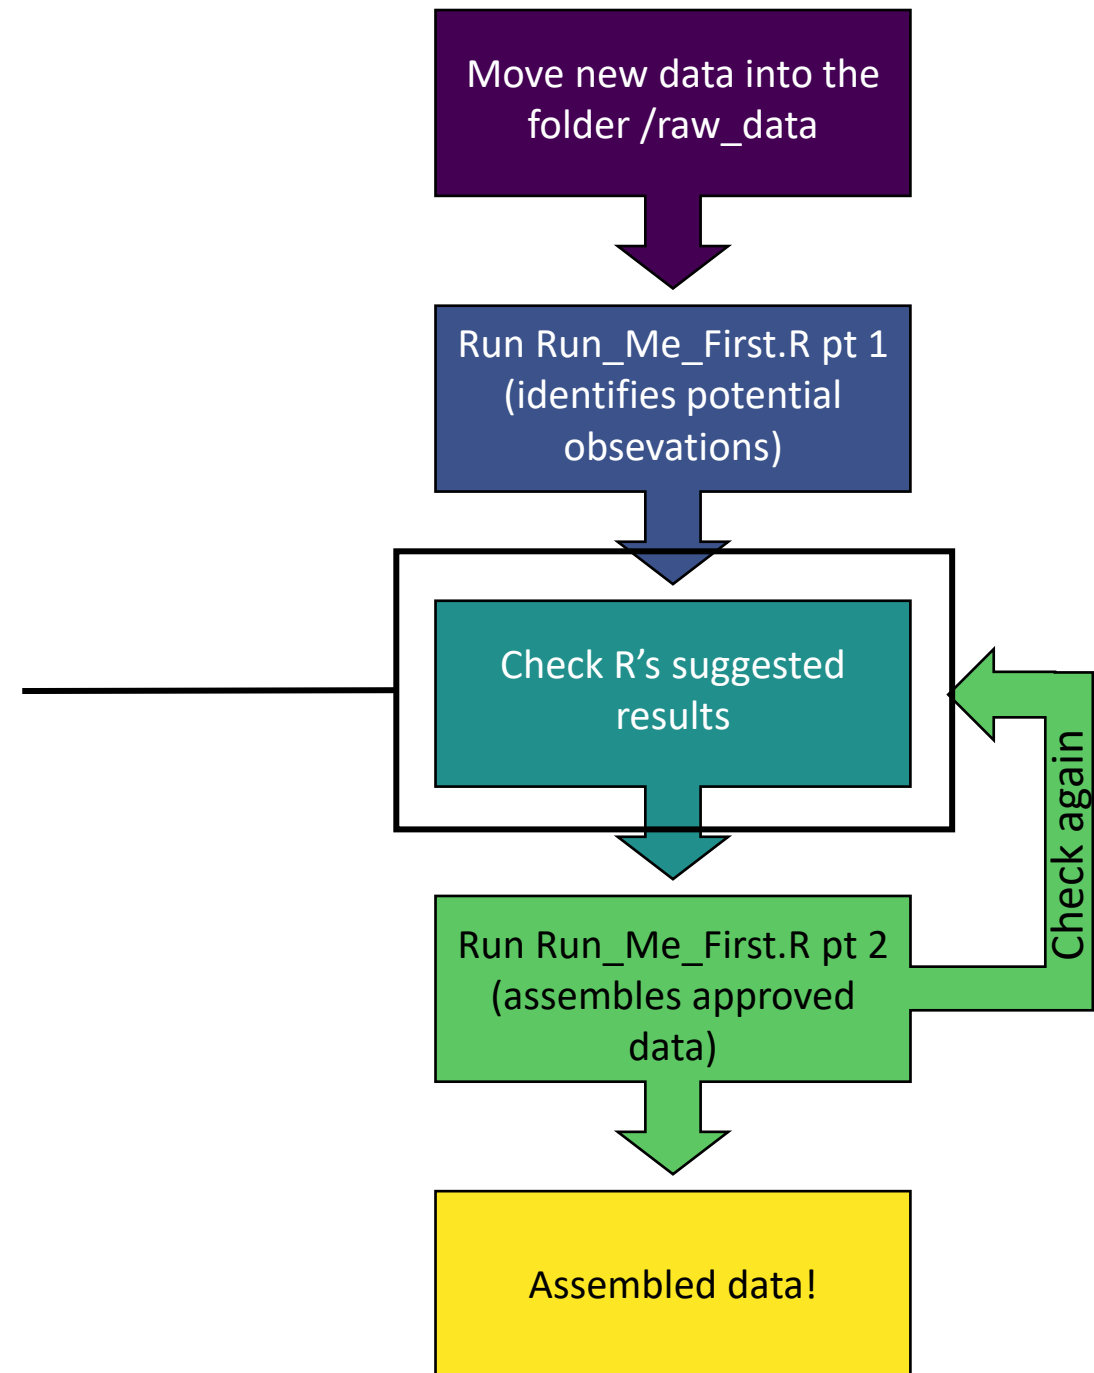 Move new data into the
folder /raw_data
Run Run_Me_First.R pt 1
(identifies potential
obsevations)
Check R’s suggested
results
Check again
Run Run_Me_First.R pt 2
(assembles approved
data)
Assembled data!